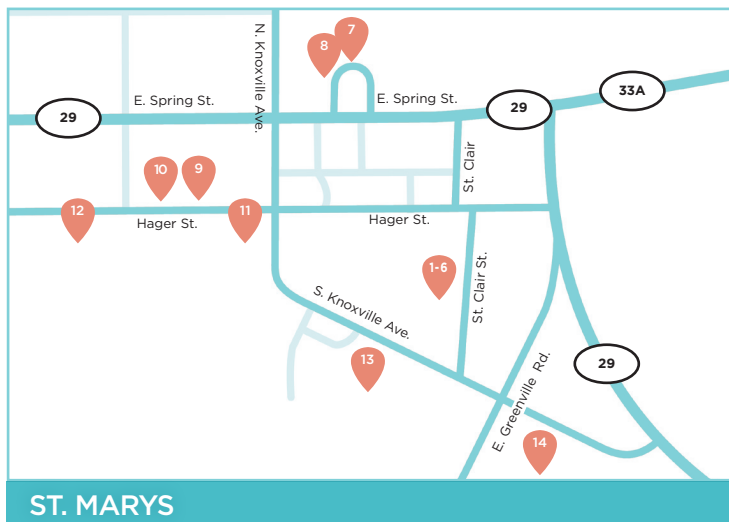 N. Knoxville Ave.
7
8
33A
E. Spring St.
E. Spring St.
29
29
St. Clair
10
9
12
11
Hager St.
Hager St.
1-6
St. Clair St.
S. Knoxville Ave.
13
29
E. Greenville Rd.
14
ST. MARYS